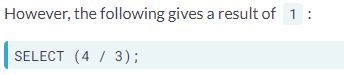 However, the following gives a result of 1 :
SELECT (4 / 3);